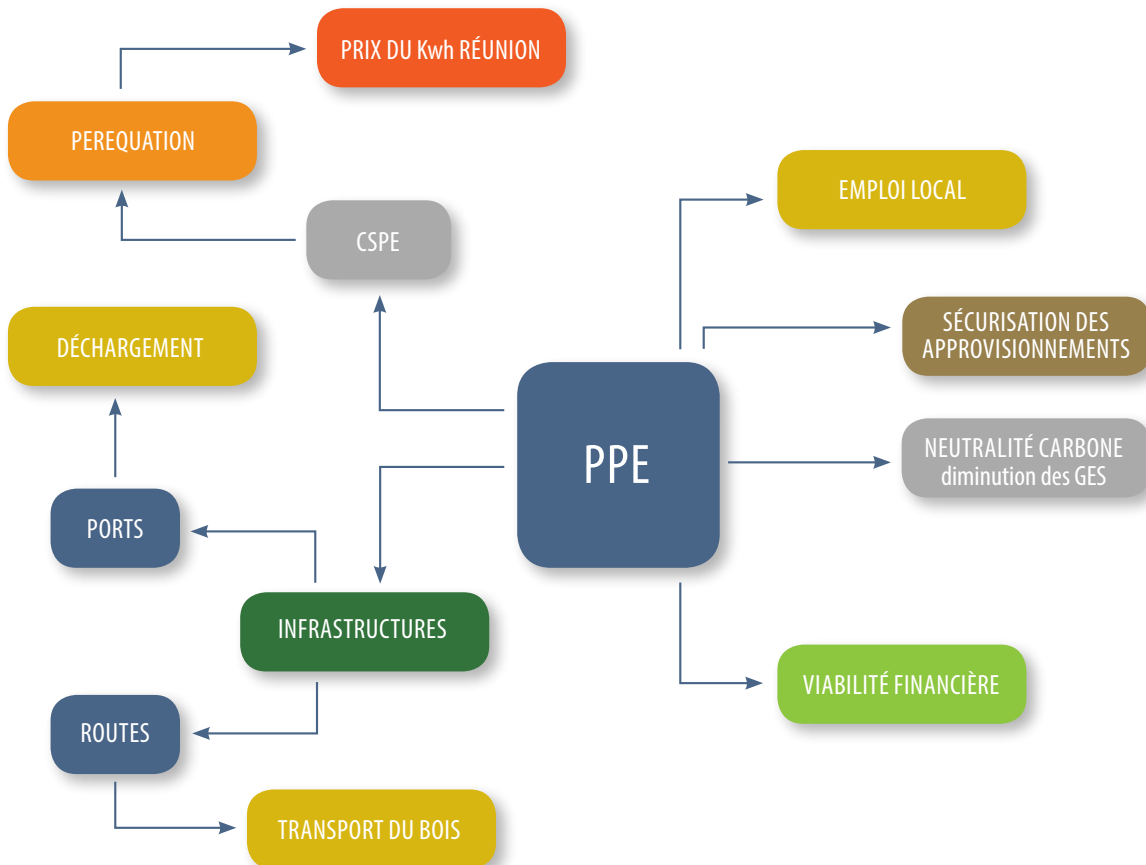 PRIX DU Kwh RÉUNION
PEREQUATION
EMPLOI LOCAL
CSPE
SÉCURISATION DES
APPROVISIONNEMENTS
DÉCHARGEMENT
PPE
NEUTRALITÉ CARBONE
diminution des GES
PORTS
INFRASTRUCTURES
VIABILITÉ FINANCIÈRE
ROUTES
TRANSPORT DU BOIS